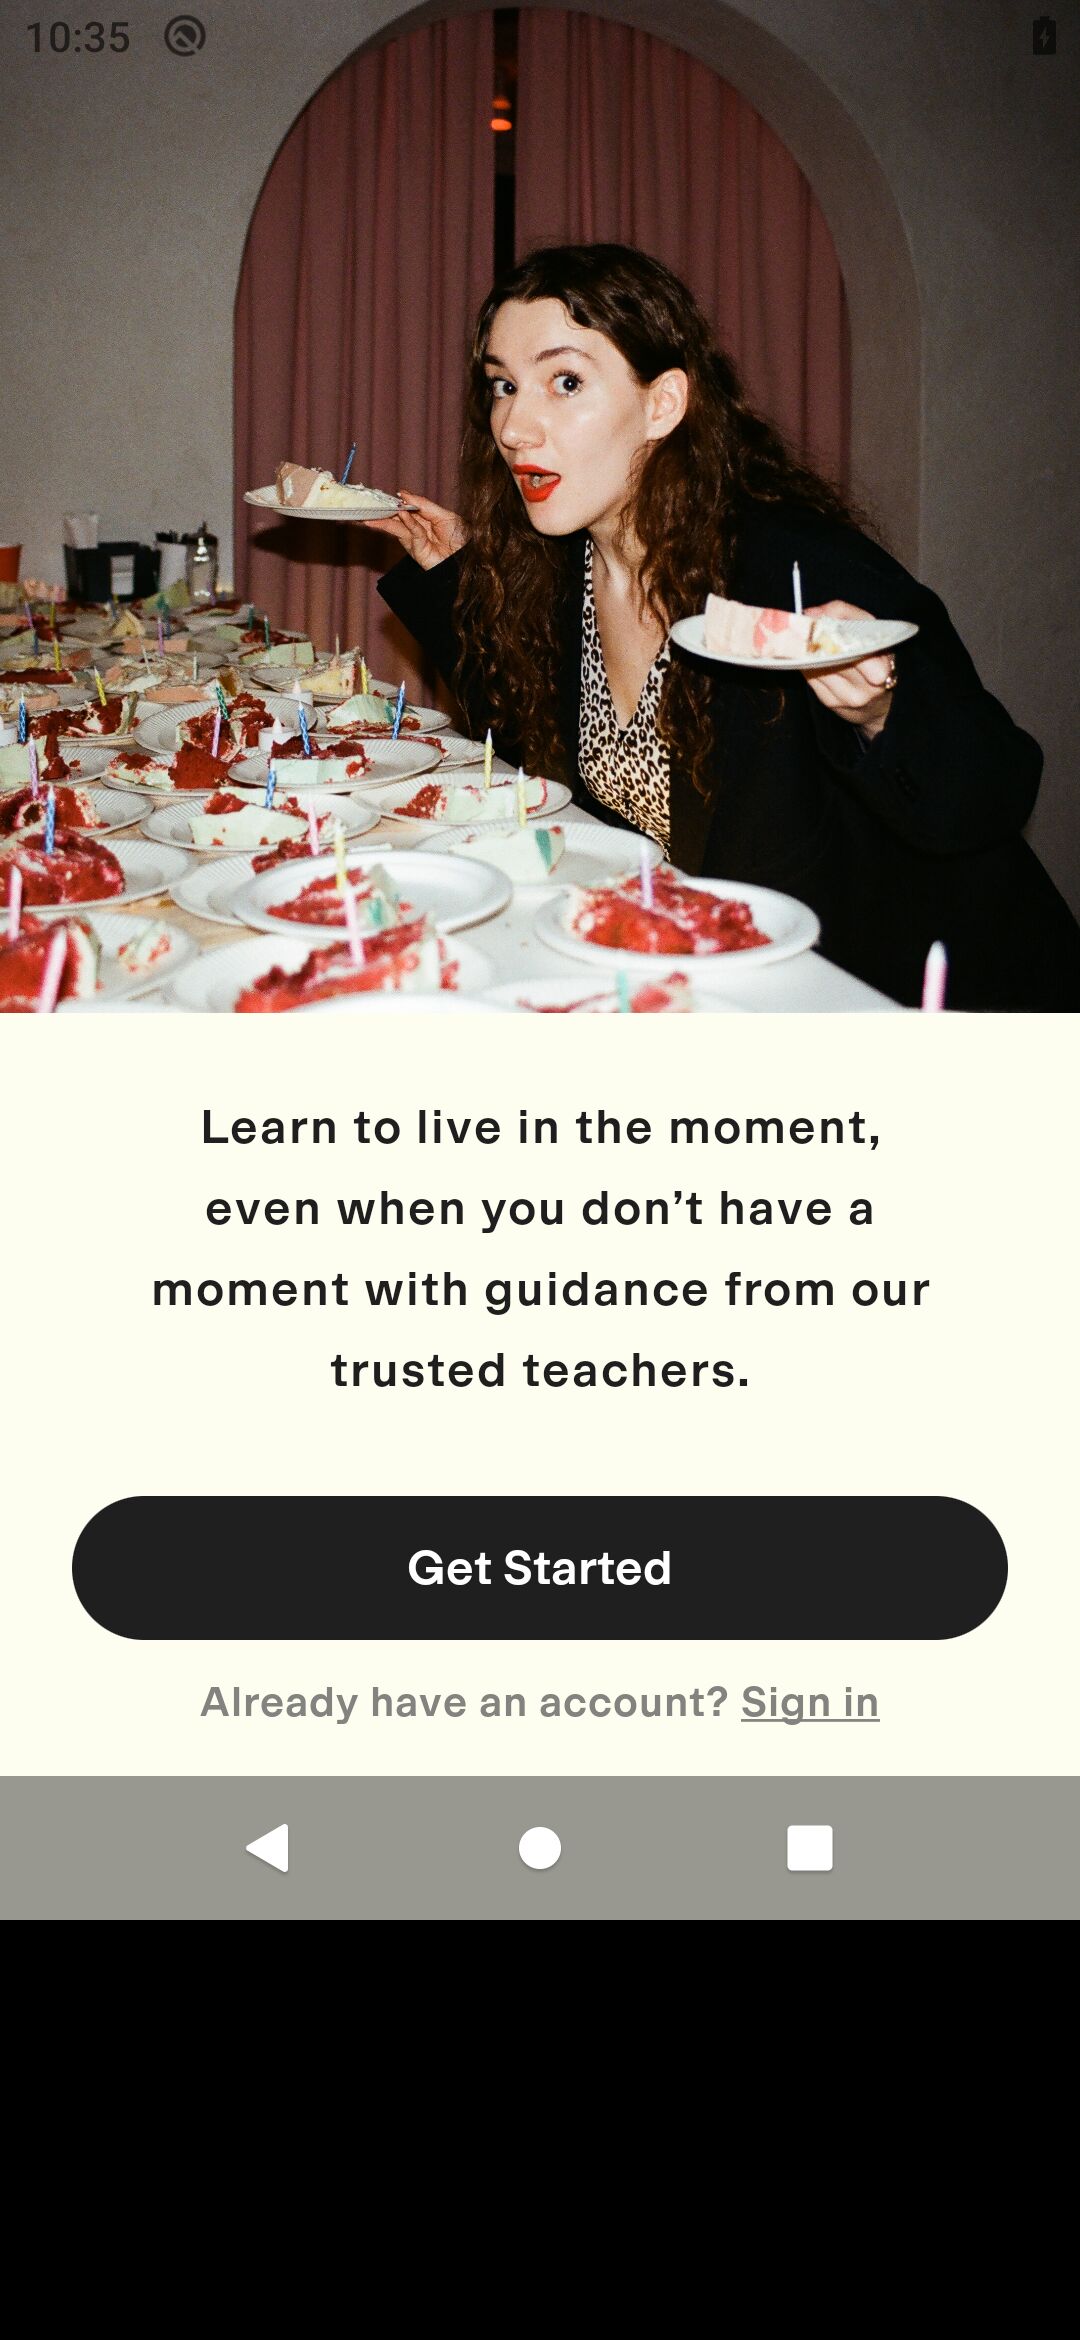 10:35
Learn to live in the moment,
even when you don’t have a
moment with guidance from our
trusted teachers.
Get Started
Already have an account? Sign in